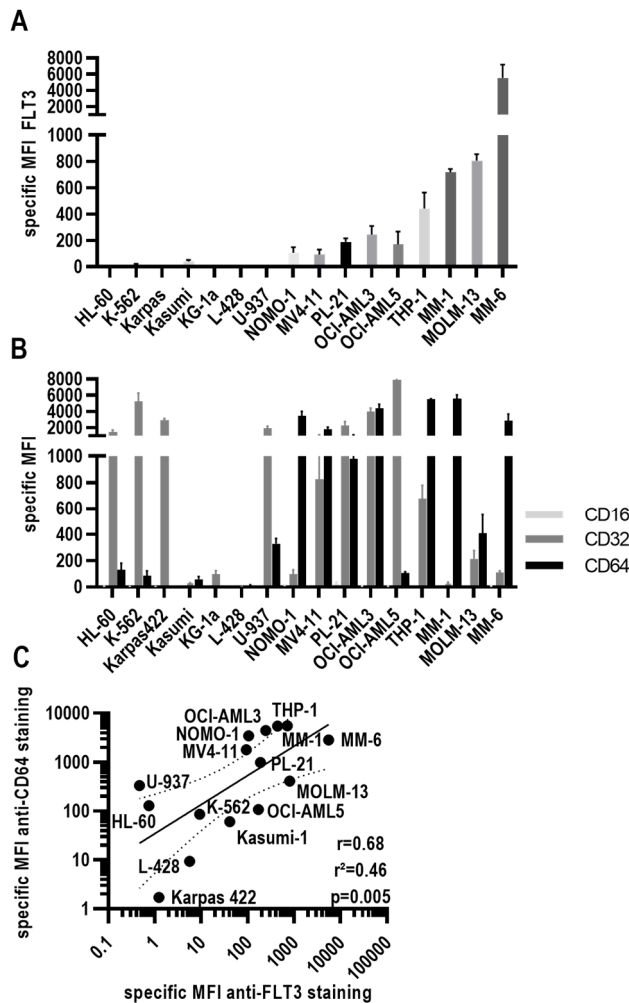 A
specific MFI FLT3
8000
6000
4000
2000
1000
800
600
400
200
0
HL-60
K-562
Karpas
Kasumi
KG-1a
L-428
U-937
NOMO-1
MV4-11
PL-21
OCI-AML3
OCI-AML5
THP-1
MM-1
MOLM-13
MM-6
B
specific MFI
8000
6000
4000
2000
1000
800
600
400
200
0
HL-60
K-562
Karpas422
Kasumi
KG-1a
L-428
U-937
NOMO-1
MV4-11
PL-21
OCI-AML3
OCI-AML5
THP-1
MM-1
MOLM-13
MM-6
CD16
CD32
CD64
C
specific MFI anti-CD64 staining
10000
1000
100
10
1
OCI-AML3
THP-1
NOMO-1
MV4-11
MM-1
MM-6
PL-21
U-937
MOLM-13
HL-60
K-562
OCI-AML5
Kasumi-1
L-428
Karpas 422
r=0.68
r²=0.46
p=0.005
0.1
1
10
100
1000
10000
100000
specific MFI anti-FLT3 staining